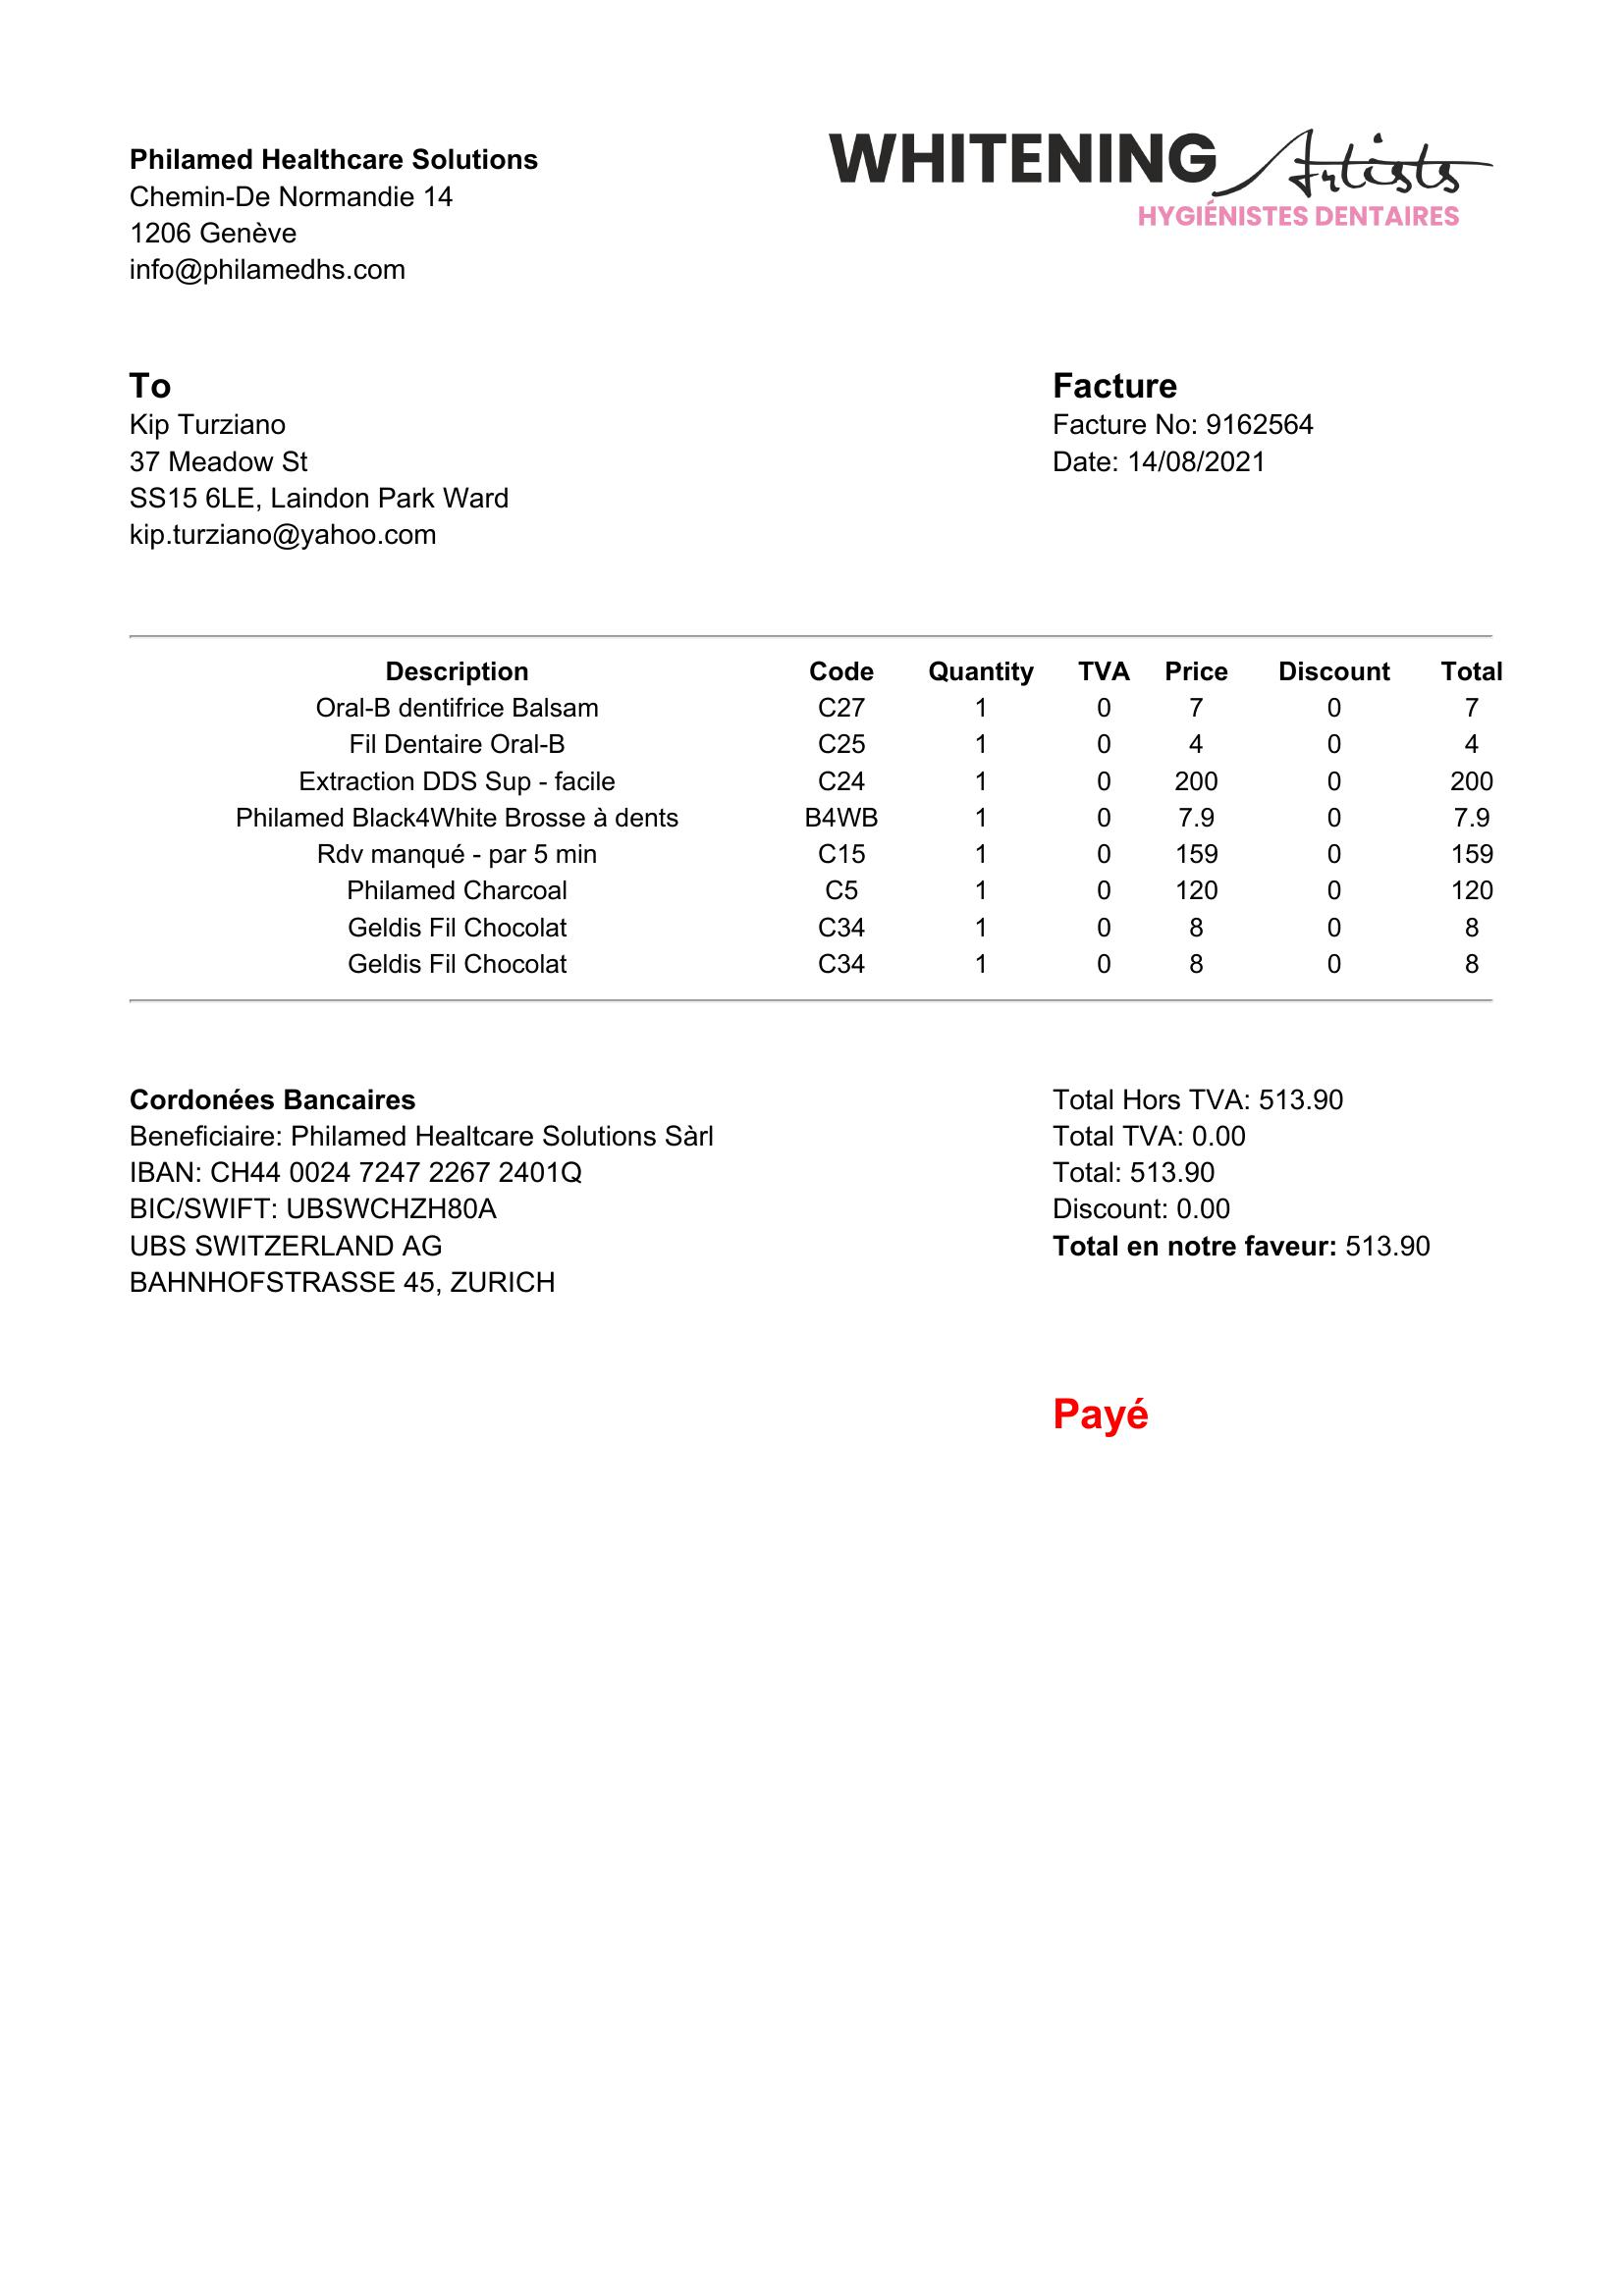 Philamed Healthcare Solutions
Chemin-De Normandie 14
1206 Genève
info@philamedhs.com
WHITENING Artists
HYGIÉNISTES DENTAIRES
To
Kip Turziano
37 Meadow St
SS15 6LE, Laindon Park Ward
kip.turziano@yahoo.com
Facture
Facture No: 9162564
Date: 14/08/2021
Description Code Quantity TVA Price Discount Total
Oral-B dentifrice Balsam C27 1 0 7 0 7
Fil Dentaire Oral-B C25 1 0 4 0 4
Extraction DDS Sup - facile C24 1 0 200 0 200
Philamed Black4White Brosse à dents B4WB 1 0 7.9 0 7.9
Rdv manqué - par 5 min C15 1 0 159 0 159
Philamed Charcoal C5 1 0 120 0 120
Geldis Fil Chocolat C34 1 0 8 0 8
Geldis Fil Chocolat C34 1 0 8 0 8
Cordonées Bancaires
Beneficiaire: Philamed Healtcare Solutions Sàrl
IBAN: CH44 0024 7247 2267 2401Q
BIC/SWIFT: UBSWCHZH80A
UBS SWITZERLAND AG
BAHNHOFSTRASSE 45, ZURICH
Total Hors TVA: 513.90
Total TVA: 0.00
Total: 513.90
Discount: 0.00
Total en notre faveur: 513.90
Payé